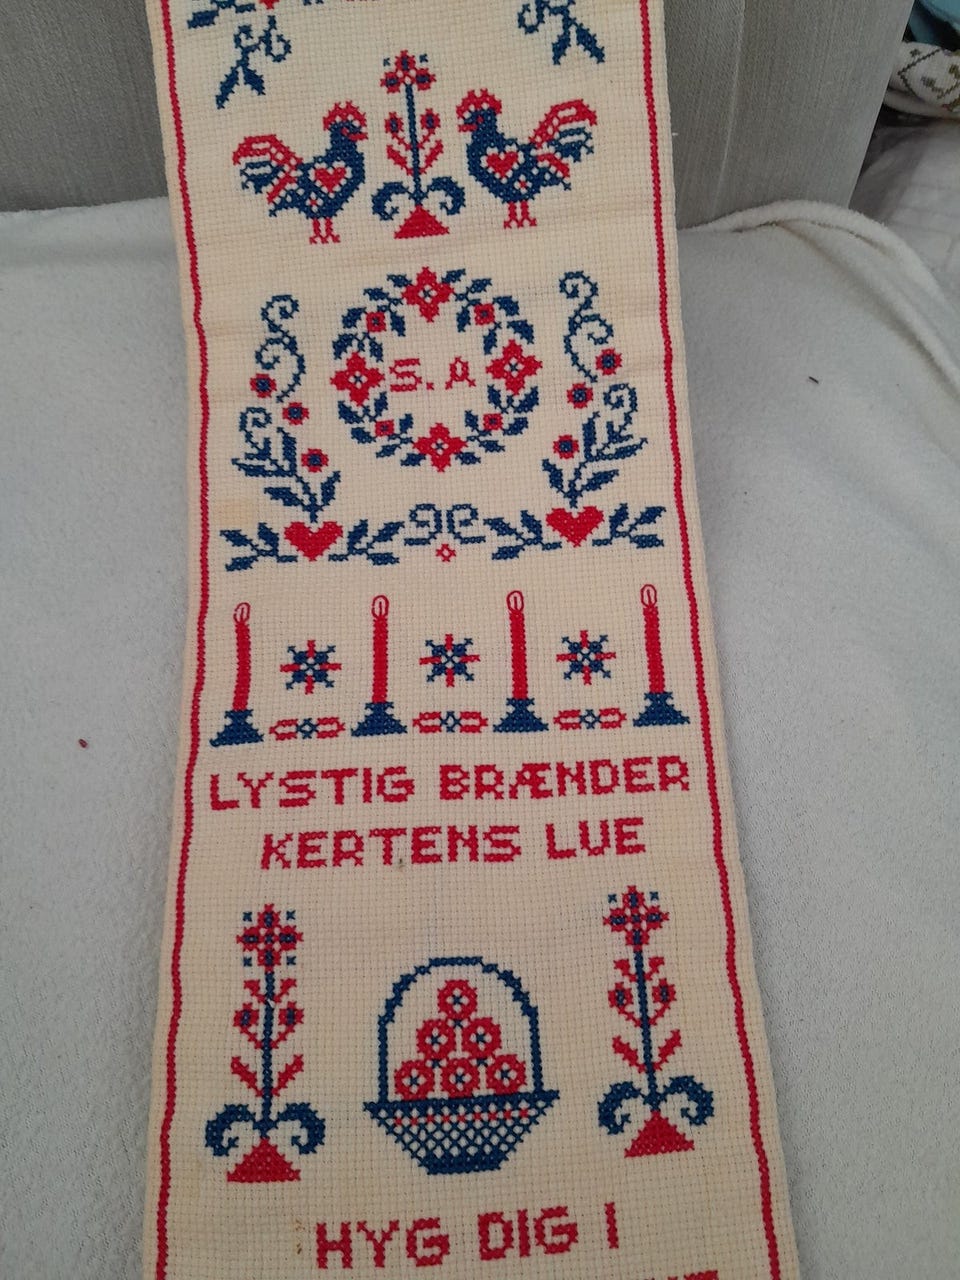 S.A
LYSTIG BRÆNDER
KERTENS LUE
HYG DIG I